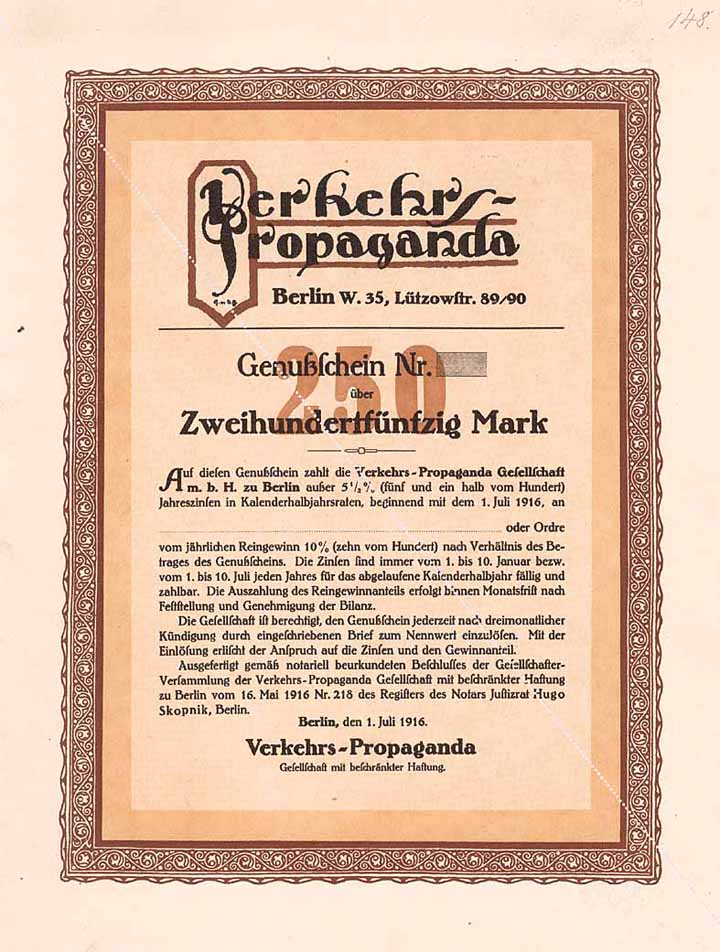 148.
Verkehrs-
Propaganda
G.m.b.H.
Berlin W. 35, Lützowſtr. 89/90
250
Genußſchein Nr.
über
Zweihundertfünfzig Mark
Auf dieſen Genußſchein zahlt die Verkehrs-Propaganda Geſellſchaft
m. b. H. zu Berlin außer 5 1/2 % (fünf und ein halb vom Hundert)
Jahreszinſen in Kalenderhalbjahrsraten, beginnend mit dem 1. Juli 1916, an
oder Ordre
vom jährlichen Reingewinn 10% (zehn vom Hundert) nach Verhältnis des Be-
trages des Genußſcheins. Die Zinſen ſind immer vom 1. bis 10. Januar bezw.
vom 1. bis 10. Juli jeden Jahres für das abgelaufene Kalenderhalbjahr fällig und
zahlbar. Die Auszahlung des Reingewinnanteils erfolgt binnen Monatsfriſt nach
Feſtſtellung und Genehmigung der Bilanz.
Die Geſellſchaft iſt berechtigt, den Genußſchein jederzeit nach dreimonatlicher
Kündigung durch eingeſchriebenen Brief zum Nennwert einzulöſen. Mit der
Einlöſung erliſcht der Anſpruch auf die Zinſen und den Gewinnanteil.
Ausgefertigt gemäß notariell beurkundeten Beſchluſſes der Geſellſchafter-
Verſammlung der Verkehrs-Propaganda Geſellſchaft mit beſchränkter Haftung
zu Berlin vom 16. Mai 1916 Nr. 218 des Regiſters des Notars Juſtizrat Hugo
Skopnik, Berlin.
Berlin, den 1. Juli 1916.
Verkehrs-Propaganda
Geſellſchaft mit beſchränkter Haftung.